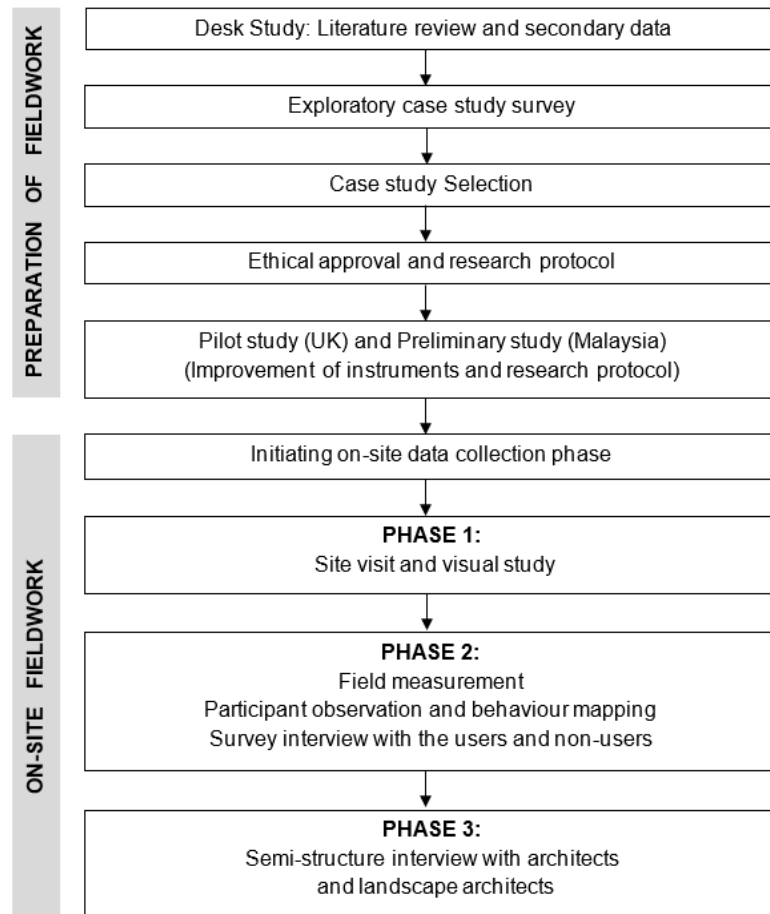 PREPARATION OF FIELDWORK
Desk Study: Literature review and secondary data
Exploratory case study survey
Case study Selection
Ethical approval and research protocol
Pilot study (UK) and Preliminary study (Malaysia)
(Improvement of instruments and research protocol)
ON-SITE FIELDWORK
Initiating on-site data collection phase
PHASE 1:
Site visit and visual study
PHASE 2:
Field measurement
Participant observation and behaviour mapping
Survey interview with the users and non-users
PHASE 3:
Semi-structure interview with architects
and landscape architects